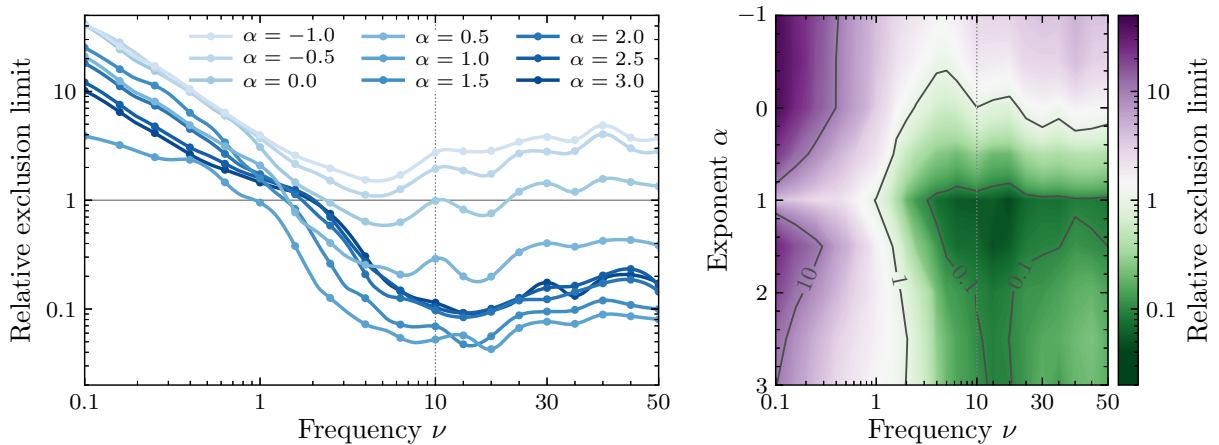 Relative exclusion limit
10
1
0.1
α = −1.0
α = −0.5
α = 0.0
α = 0.5
α = 1.0
α = 1.5
α = 2.0
α = 2.5
α = 3.0
0.1 1 10 30 50
Frequency ν
Exponent α
−1
0
1
2
3
10
1
0.1
0.1
0.1 1 10 30 50
Frequency ν
10
1
0.1
Relative exclusion limit